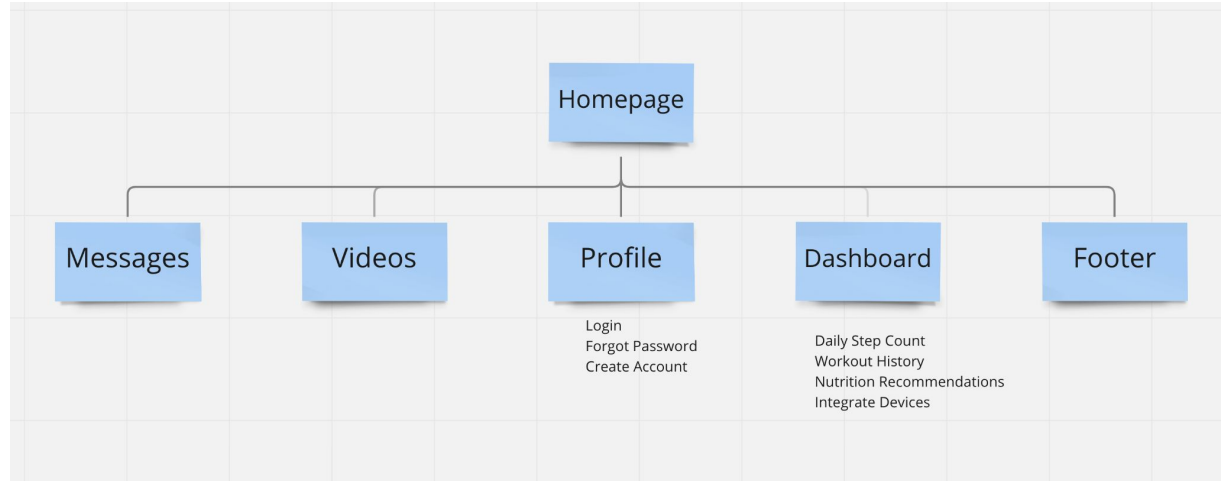 Homepage
Messages
Videos
Profile
Dashboard
Footer
Login
Forgot Password
Create Account
Daily Step Count
Workout History
Nutrition Recommendations
Integrate Devices